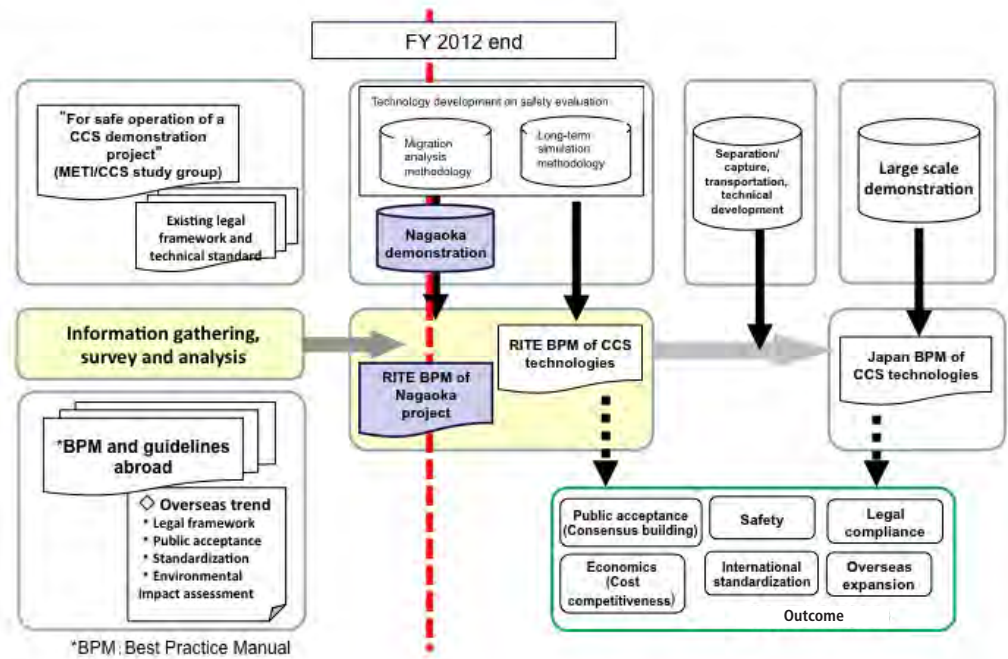 FY 2012 end
"For safe operation of a
CCS demonstration
project"
(METI/CCS study group)
Existing legal
framework and
technical standard
Technology development on safety evaluation
Migration
analysis
methodology
Long-term
simulation
methodology
Nagaoka
demonstration
Separation/
capture,
transportation,
technical
development
Large scale
demonstration
Information gathering,
survey and analysis
RITE BPM of
Nagaoka
project
RITE BPM of CCS
technologies
Japan BPM of
CCS technologies
*BPM and guidelines
abroad
◇ Overseas trend
* Legal framework
* Public acceptance
* Standardization
* Environmental
Impact assessment
Public acceptance
(Consensus building)
Safety
Legal
compliance
Economics
(Cost
competitiveness)
International
standardization
Overseas
expansion
Outcome
*BPM:Best Practice Manual